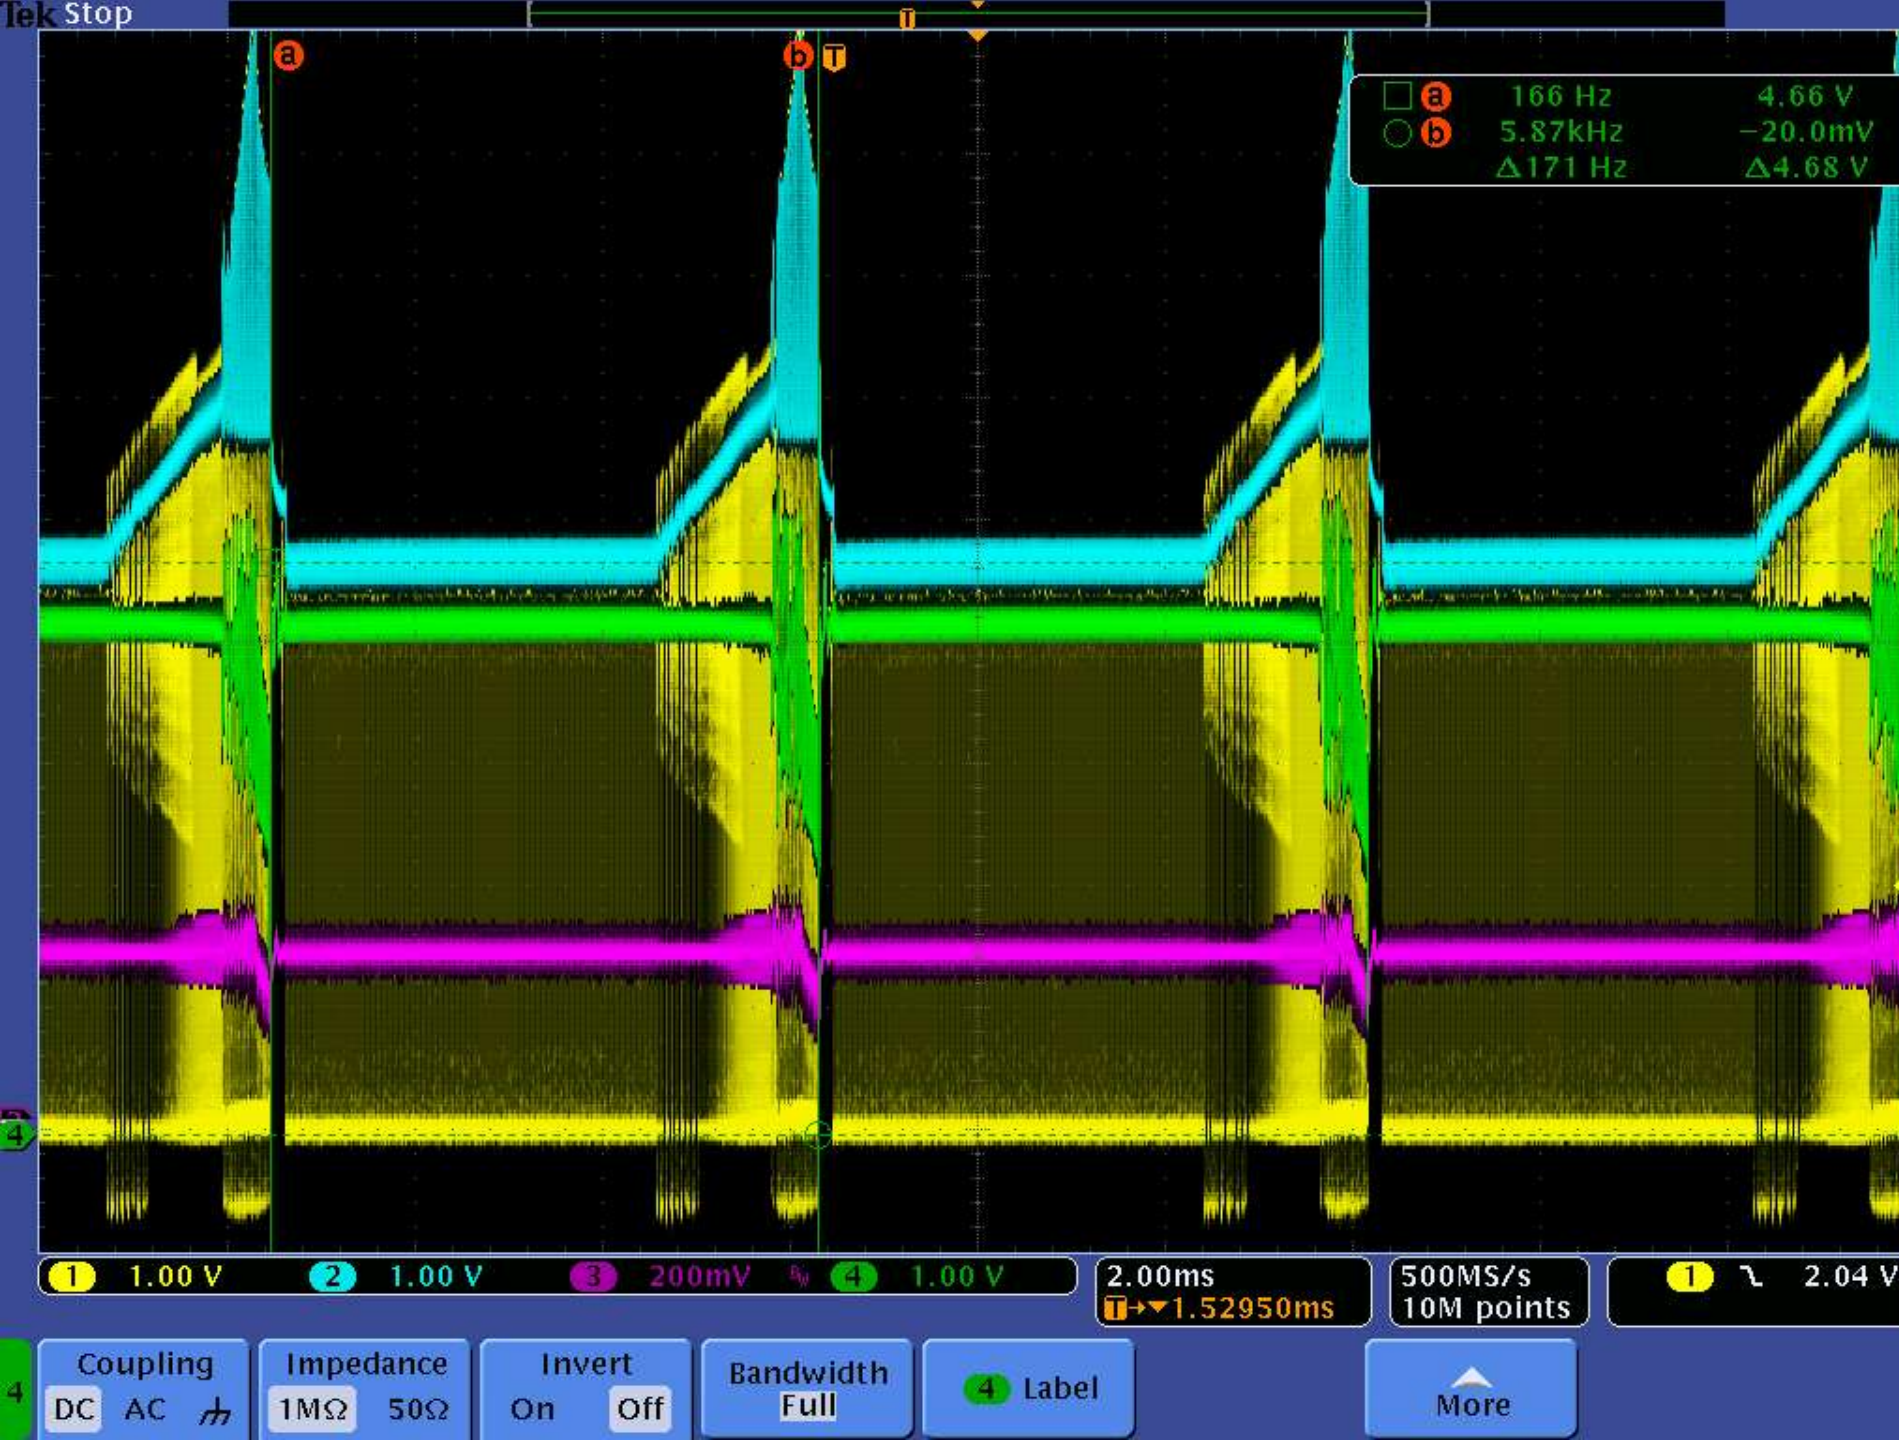 Tek Stop
T
a
b
T
a 166 Hz 4.66 V
b 5.87kHz −20.0mV
Δ171 Hz Δ4.68 V
4
1 1.00 V 2 1.00 V 3 200mV BW 4 1.00 V
2.00ms
T→▼1.52950ms
500MS/s
10M points
1 2.04 V
4
Coupling
DC AC
Impedance
1MΩ 50Ω
Invert
On Off
Bandwidth
Full
4 Label
More